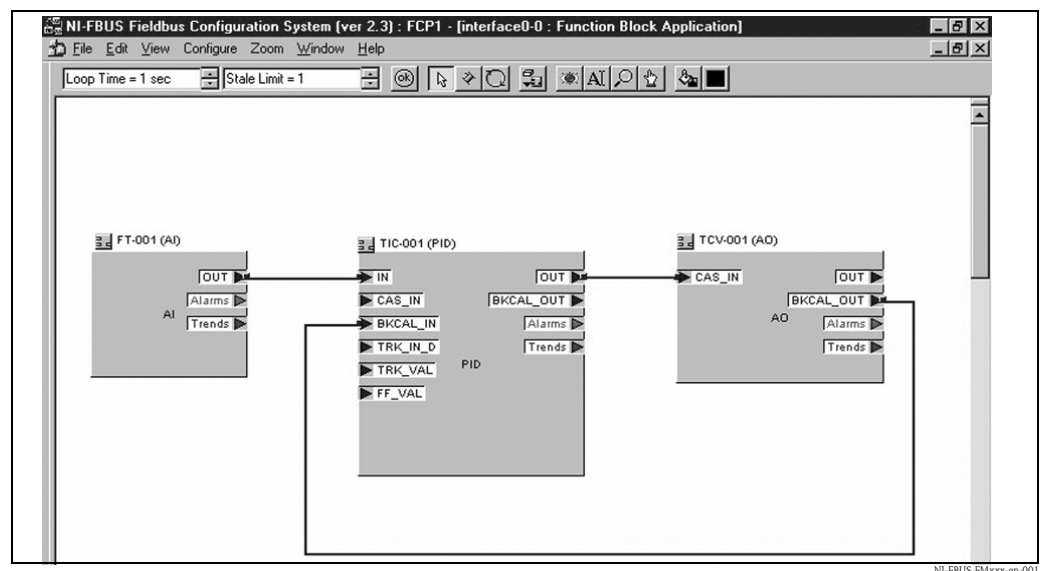 NI-FBUS Fieldbus Configuration System (ver 2.3) : FCP1 - [interface0-0 : Function Block Application]
File Edit View Configure Zoom Window Help
Loop Time = 1 sec Stale Limit = 1 ok AI
FT-001 (AI)
OUT
Alarms
Trends
AI
TIC-001 (PID)
IN
CAS_IN
BKCAL_IN
TRK_IN_D
TRK_VAL
FF_VAL
OUT
BKCAL_OUT
Alarms
Trends
PID
TCV-001 (AO)
CAS_IN
OUT
BKCAL_OUT
Alarms
Trends
AO
NI-FBUS-FMxxx-en-001